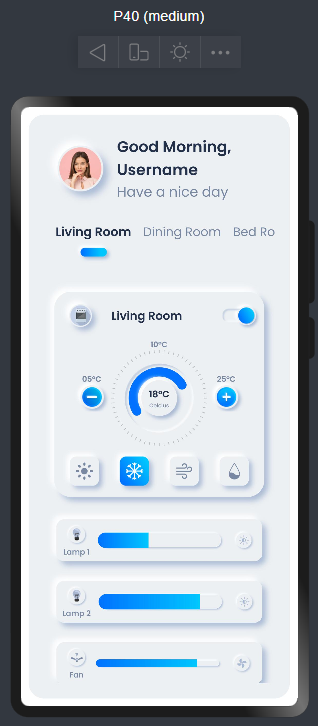 P40 (medium)
Good Morning,
Username
Have a nice day
Living Room Dining Room Bed Ro
Living Room
10°C
05°C 25°C
18°C
Celcius
Lamp 1
Lamp 2
Fan